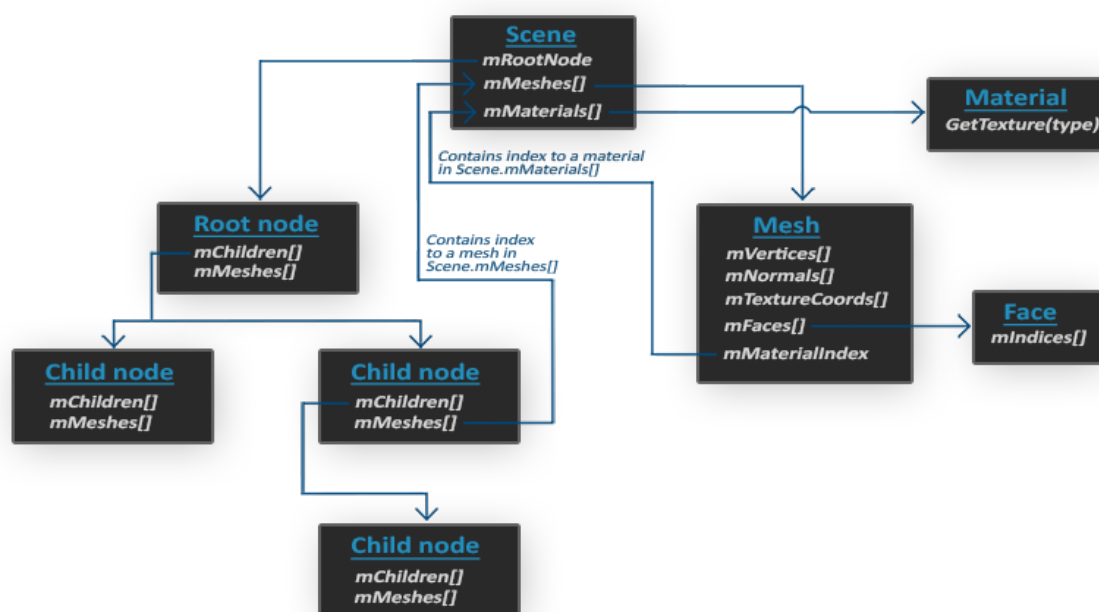 Scene
mRootNode
mMeshes[]
mMaterials[]
Material
GetTexture(type)
Contains index to a material
in Scene.mMaterials[]
Root node
mChildren[]
mMeshes[]
Contains index
to a mesh in
Scene.mMeshes[]
Mesh
mVertices[]
mNormals[]
mTextureCoords[]
mFaces[]
mMaterialIndex
Face
mIndices[]
Child node
mChildren[]
mMeshes[]
Child node
mChildren[]
mMeshes[]
Child node
mChildren[]
mMeshes[]